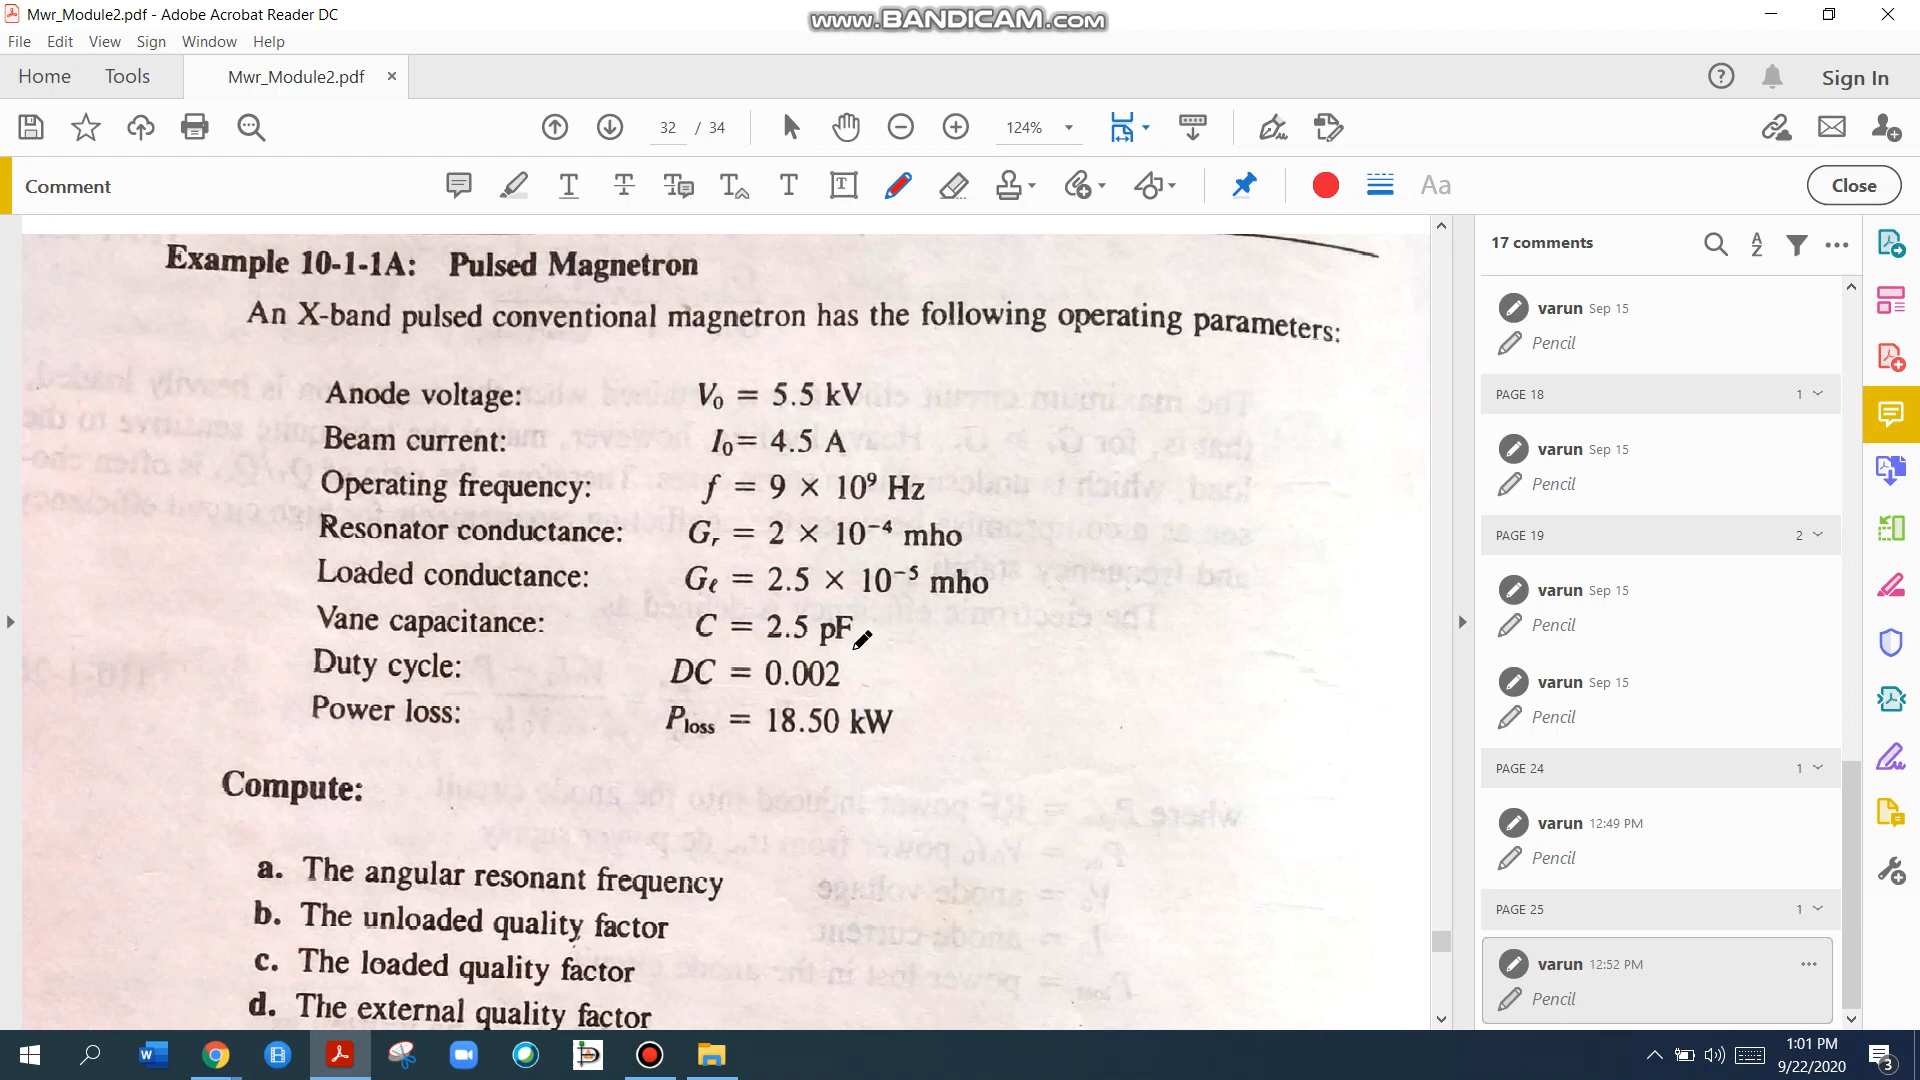 Mwr_Module2.pdf - Adobe Acrobat Reader DC
www.BANDICAM.com
File Edit View Sign Window Help
Home Tools Mwr_Module2.pdf × Sign In
32 / 34 124%
Comment Aa Close
Example 10-1-1A: Pulsed Magnetron
An X-band pulsed conventional magnetron has the following operating parameters:
Anode voltage: V₀ = 5.5 kV
Beam current: I₀ = 4.5 A
Operating frequency: f = 9 × 10⁹ Hz
Resonator conductance: Gᵣ = 2 × 10⁻⁴ mho
Loaded conductance: Gℓ = 2.5 × 10⁻⁵ mho
Vane capacitance: C = 2.5 pF
Duty cycle: DC = 0.002
Power loss: Ploss = 18.50 kW
Compute:
a. The angular resonant frequency
b. The unloaded quality factor
c. The loaded quality factor
d. The external quality factor
17 comments
varun Sep 15
Pencil
PAGE 18 1
varun Sep 15
Pencil
PAGE 19 2
varun Sep 15
Pencil
varun Sep 15
Pencil
PAGE 24 1
varun 12:49 PM
Pencil
PAGE 25 1
varun 12:52 PM
Pencil
1:01 PM
9/22/2020
3